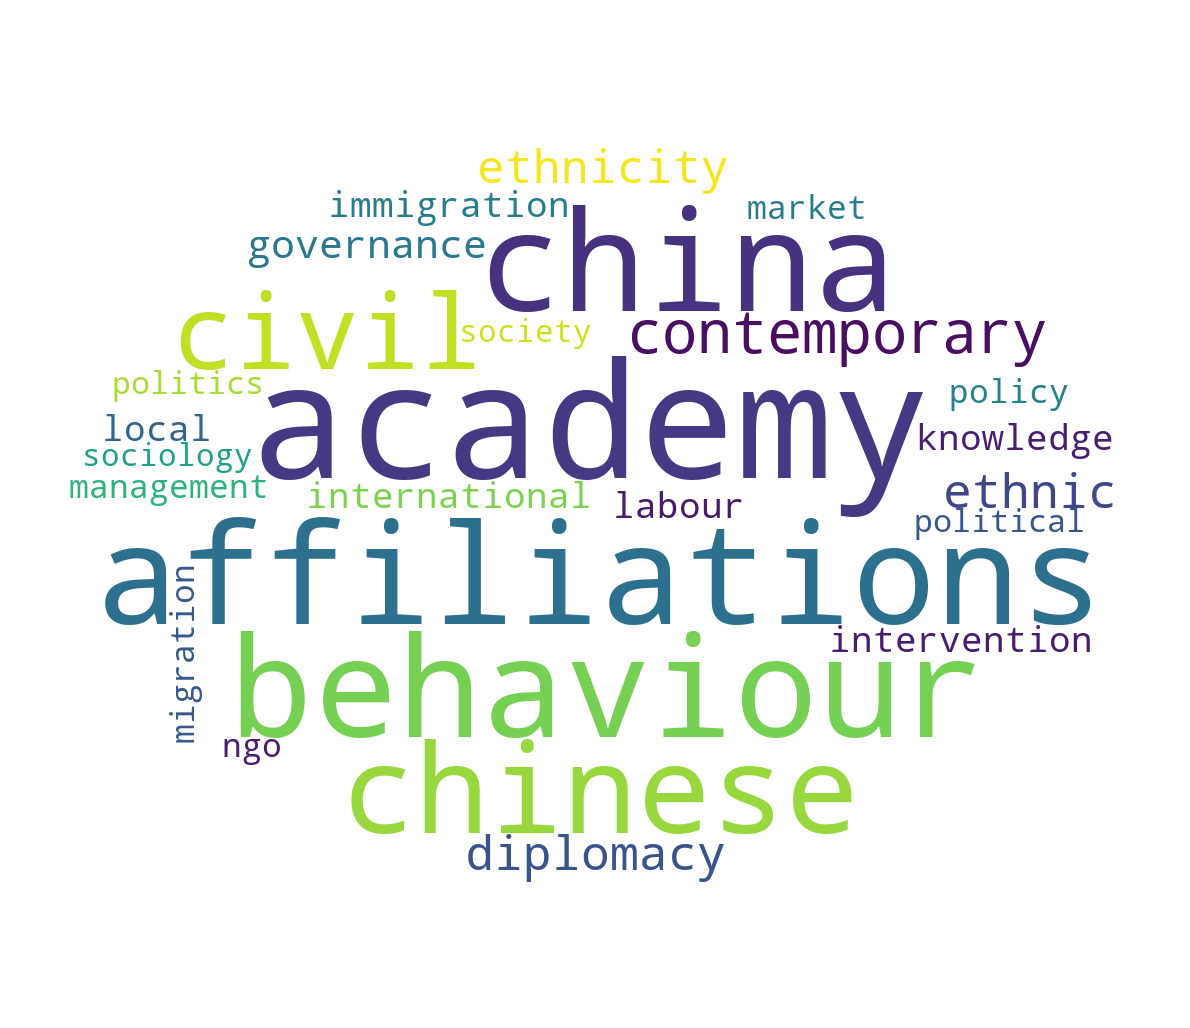 ethnicity
immigration
market
governance
china
civil
society
contemporary
politics
academy
policy
local
knowledge
sociology
management
international
labour
ethnic
political
affiliations
migration
behaviour
intervention
ngo
chinese
diplomacy